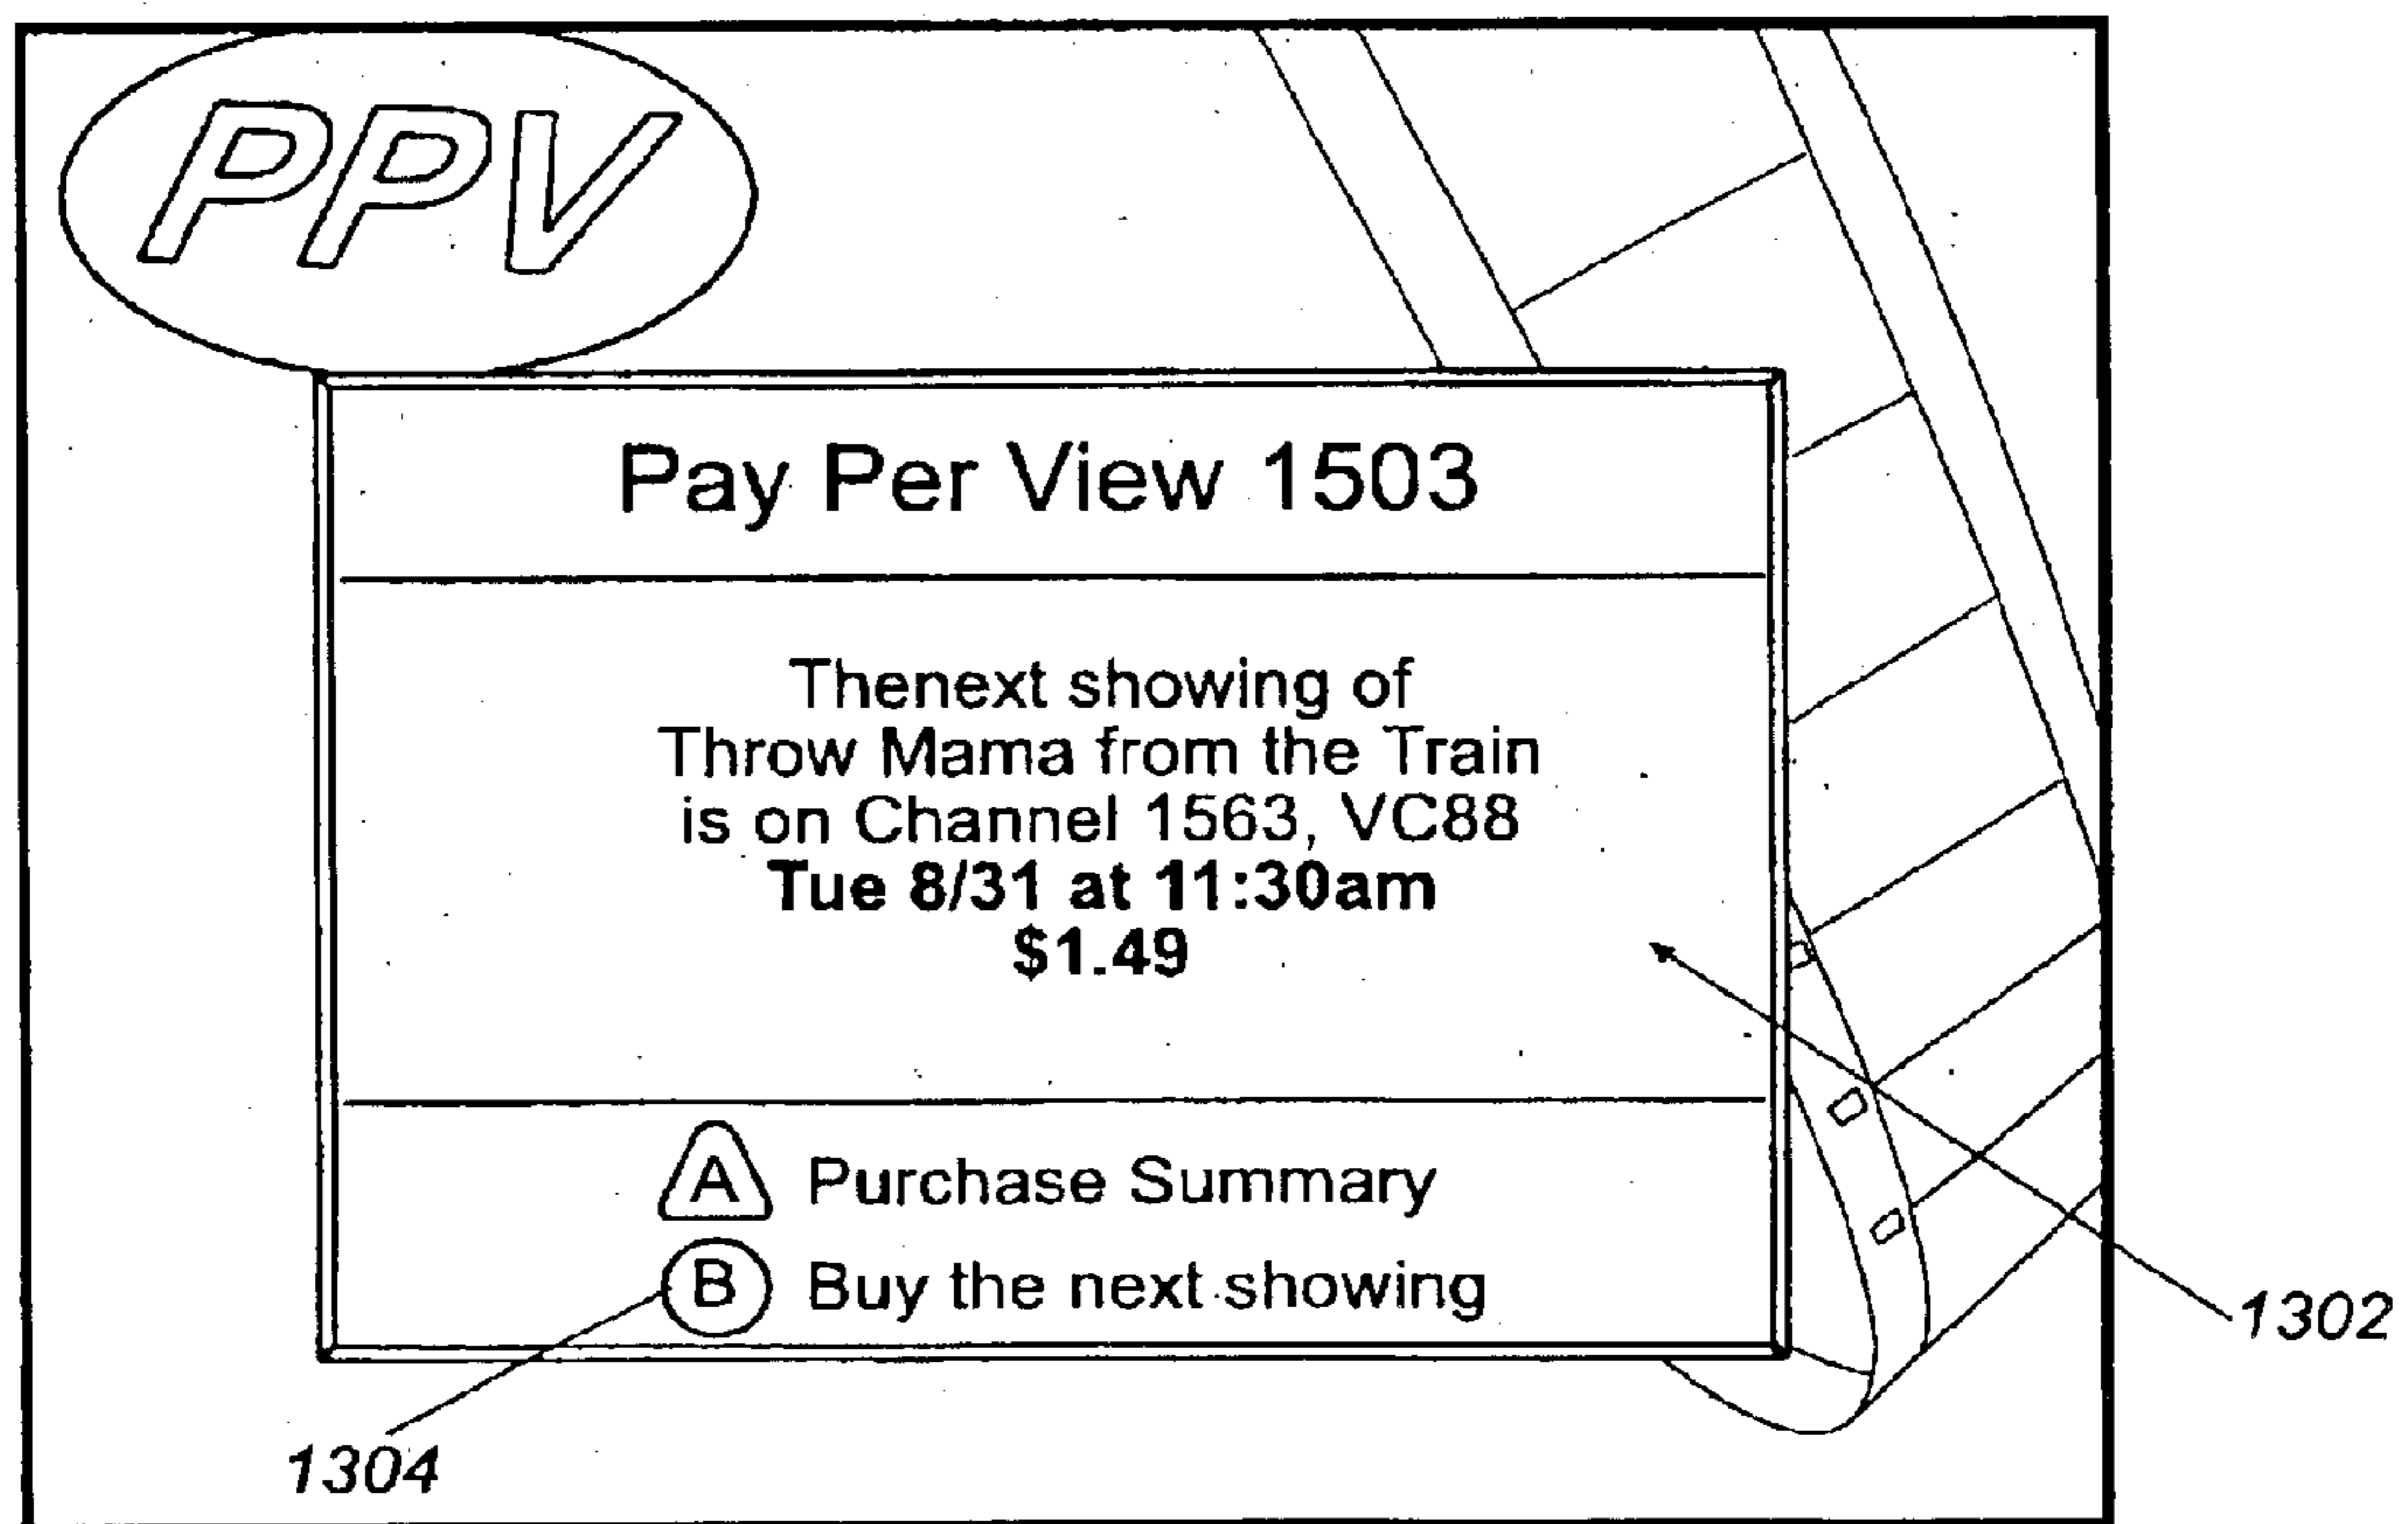 PPV
Pay Per View 1503
Thenext showing of
Throw Mama from the Train
is on Channel 1563, VC88
Tue 8/31 at 11:30am
$1.49
A Purchase Summary
B Buy the next showing
1302
1304